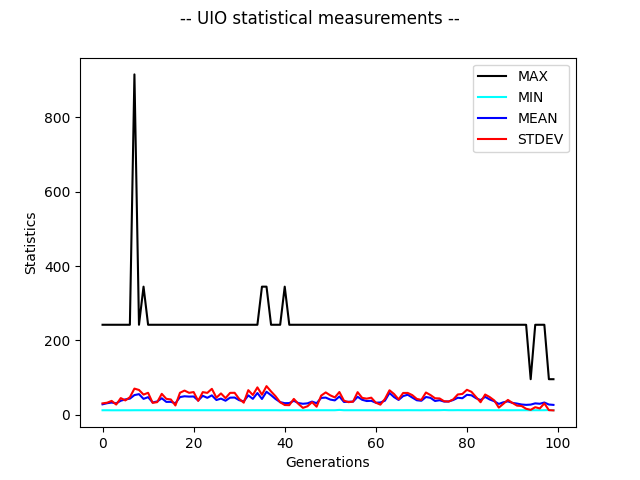 -- UIO statistical measurements --
MAX
MIN
MEAN
STDEV
Statistics
800
600
400
200
0
0 20 40 60 80 100
Generations